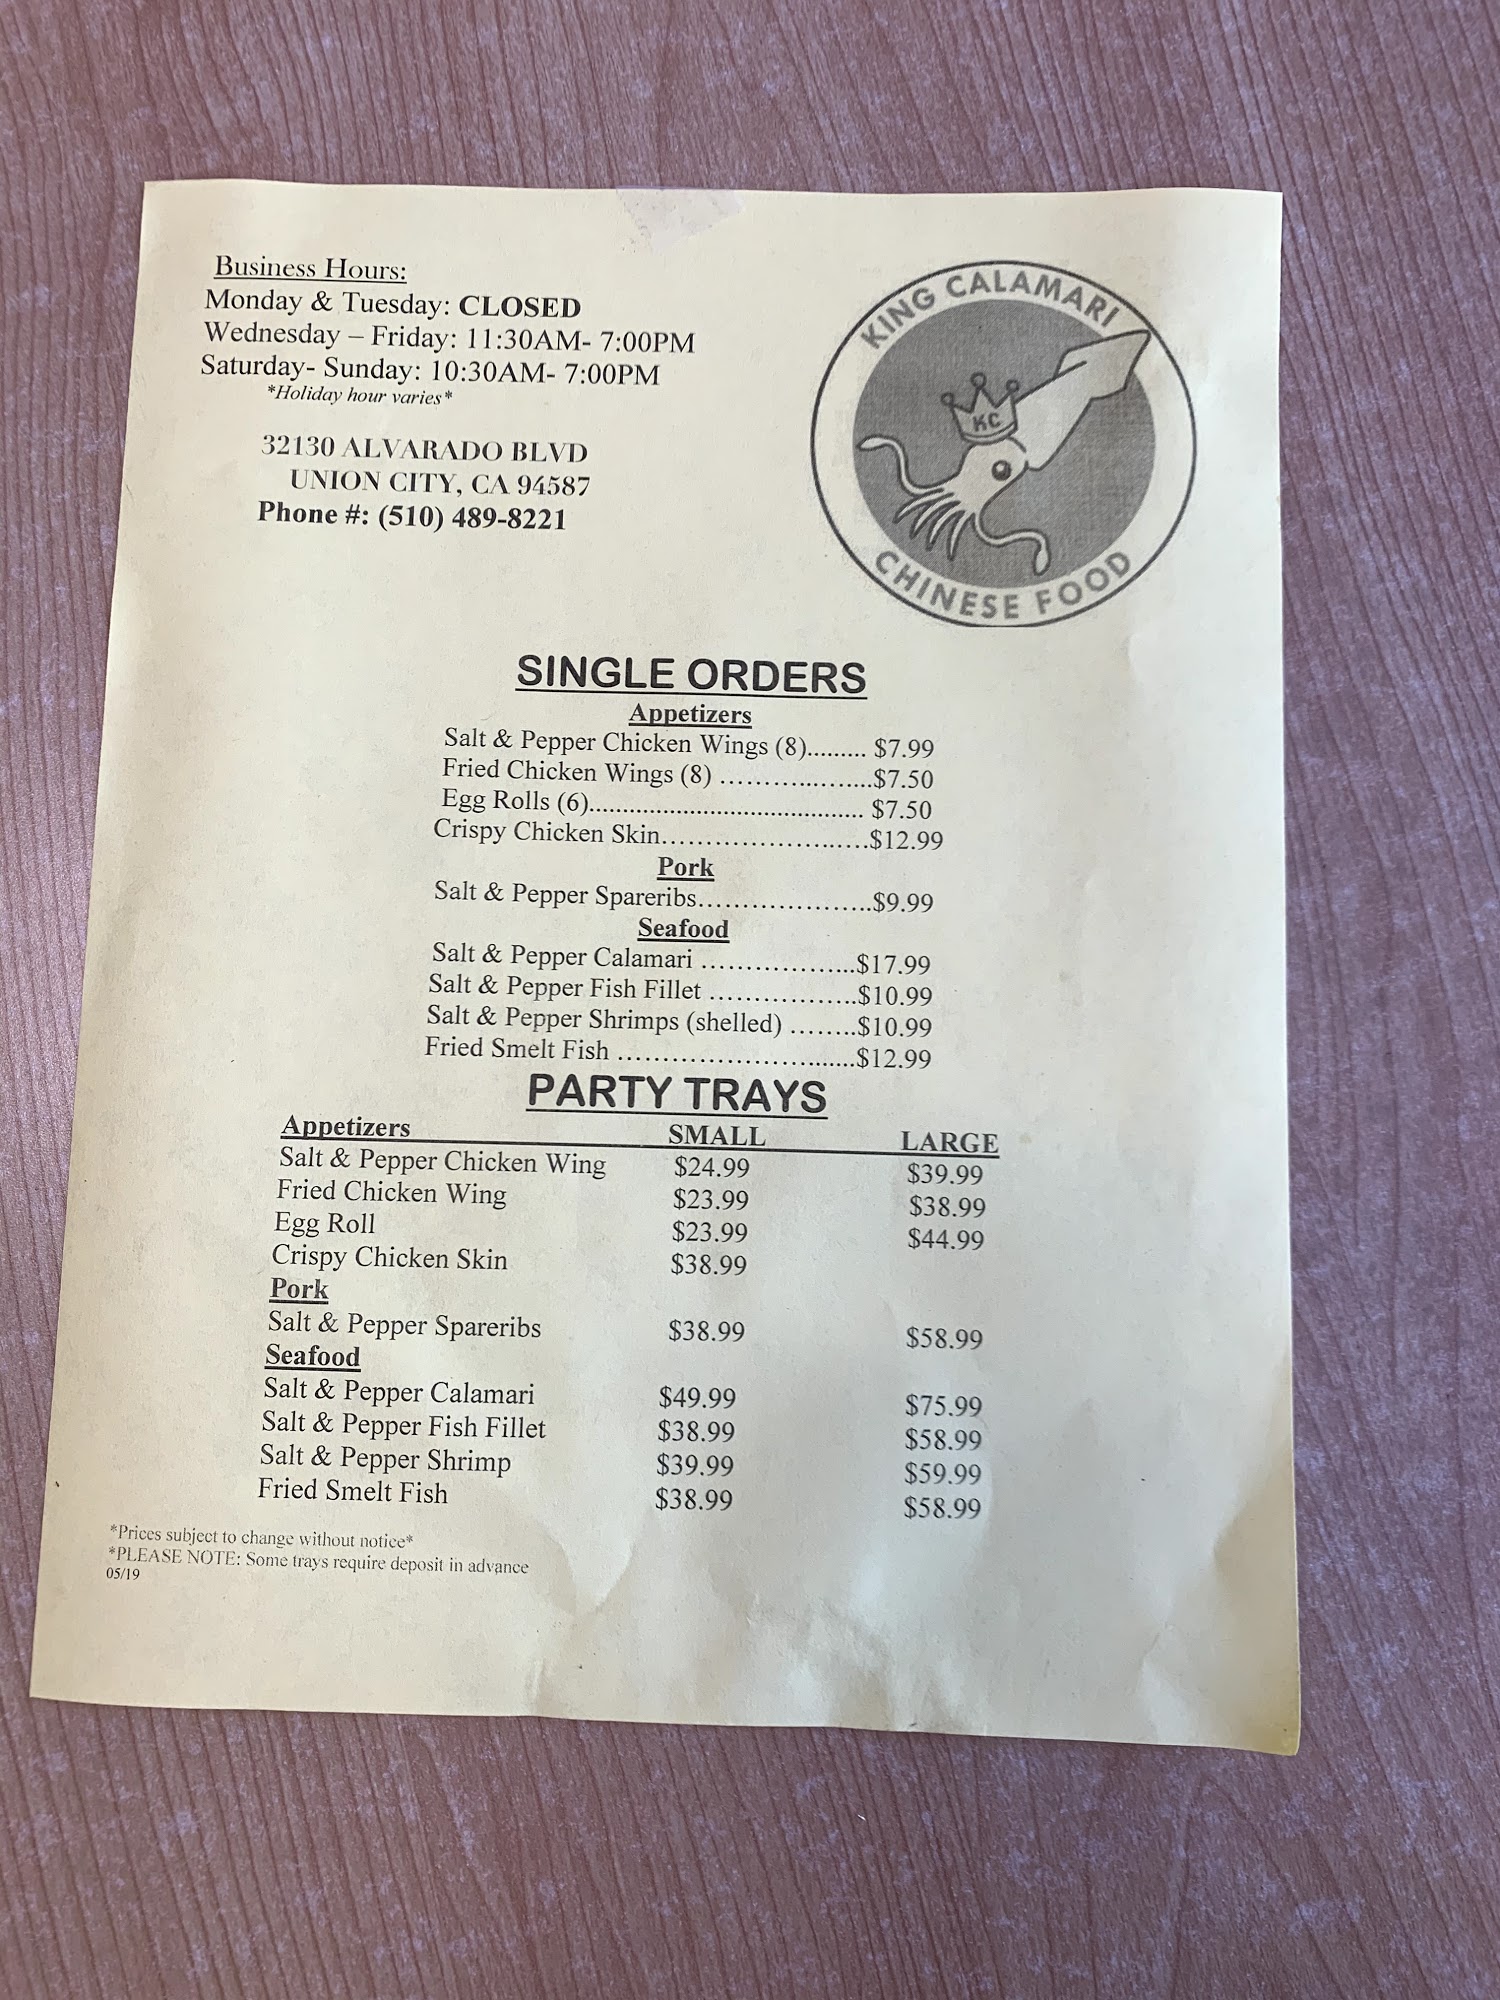 Business Hours:
Monday & Tuesday: CLOSED
Wednesday – Friday: 11:30AM- 7:00PM
Saturday- Sunday: 10:30AM- 7:00PM
*Holiday hour varies*
32130 ALVARADO BLVD
UNION CITY, CA 94587
Phone #: (510) 489-8221
KING CALAMARI
KC
CHINESE FOOD
SINGLE ORDERS
Appetizers
Salt & Pepper Chicken Wings (8)......... $7.99
Fried Chicken Wings (8) .....................$7.50
Egg Rolls (6)......................................... $7.50
Crispy Chicken Skin...........................$12.99
Pork
Salt & Pepper Spareribs.......................$9.99
Seafood
Salt & Pepper Calamari ....................$17.99
Salt & Pepper Fish Fillet ...................$10.99
Salt & Pepper Shrimps (shelled) ........$10.99
Fried Smelt Fish ...............................$12.99
PARTY TRAYS
Appetizers SMALL LARGE
Salt & Pepper Chicken Wing $24.99 $39.99
Fried Chicken Wing $23.99 $38.99
Egg Roll $23.99 $44.99
Crispy Chicken Skin $38.99
Pork
Salt & Pepper Spareribs $38.99 $58.99
Seafood
Salt & Pepper Calamari $49.99 $75.99
Salt & Pepper Fish Fillet $38.99 $58.99
Salt & Pepper Shrimp $39.99 $59.99
Fried Smelt Fish $38.99 $58.99
*Prices subject to change without notice*
*PLEASE NOTE: Some trays require deposit in advance
05/19